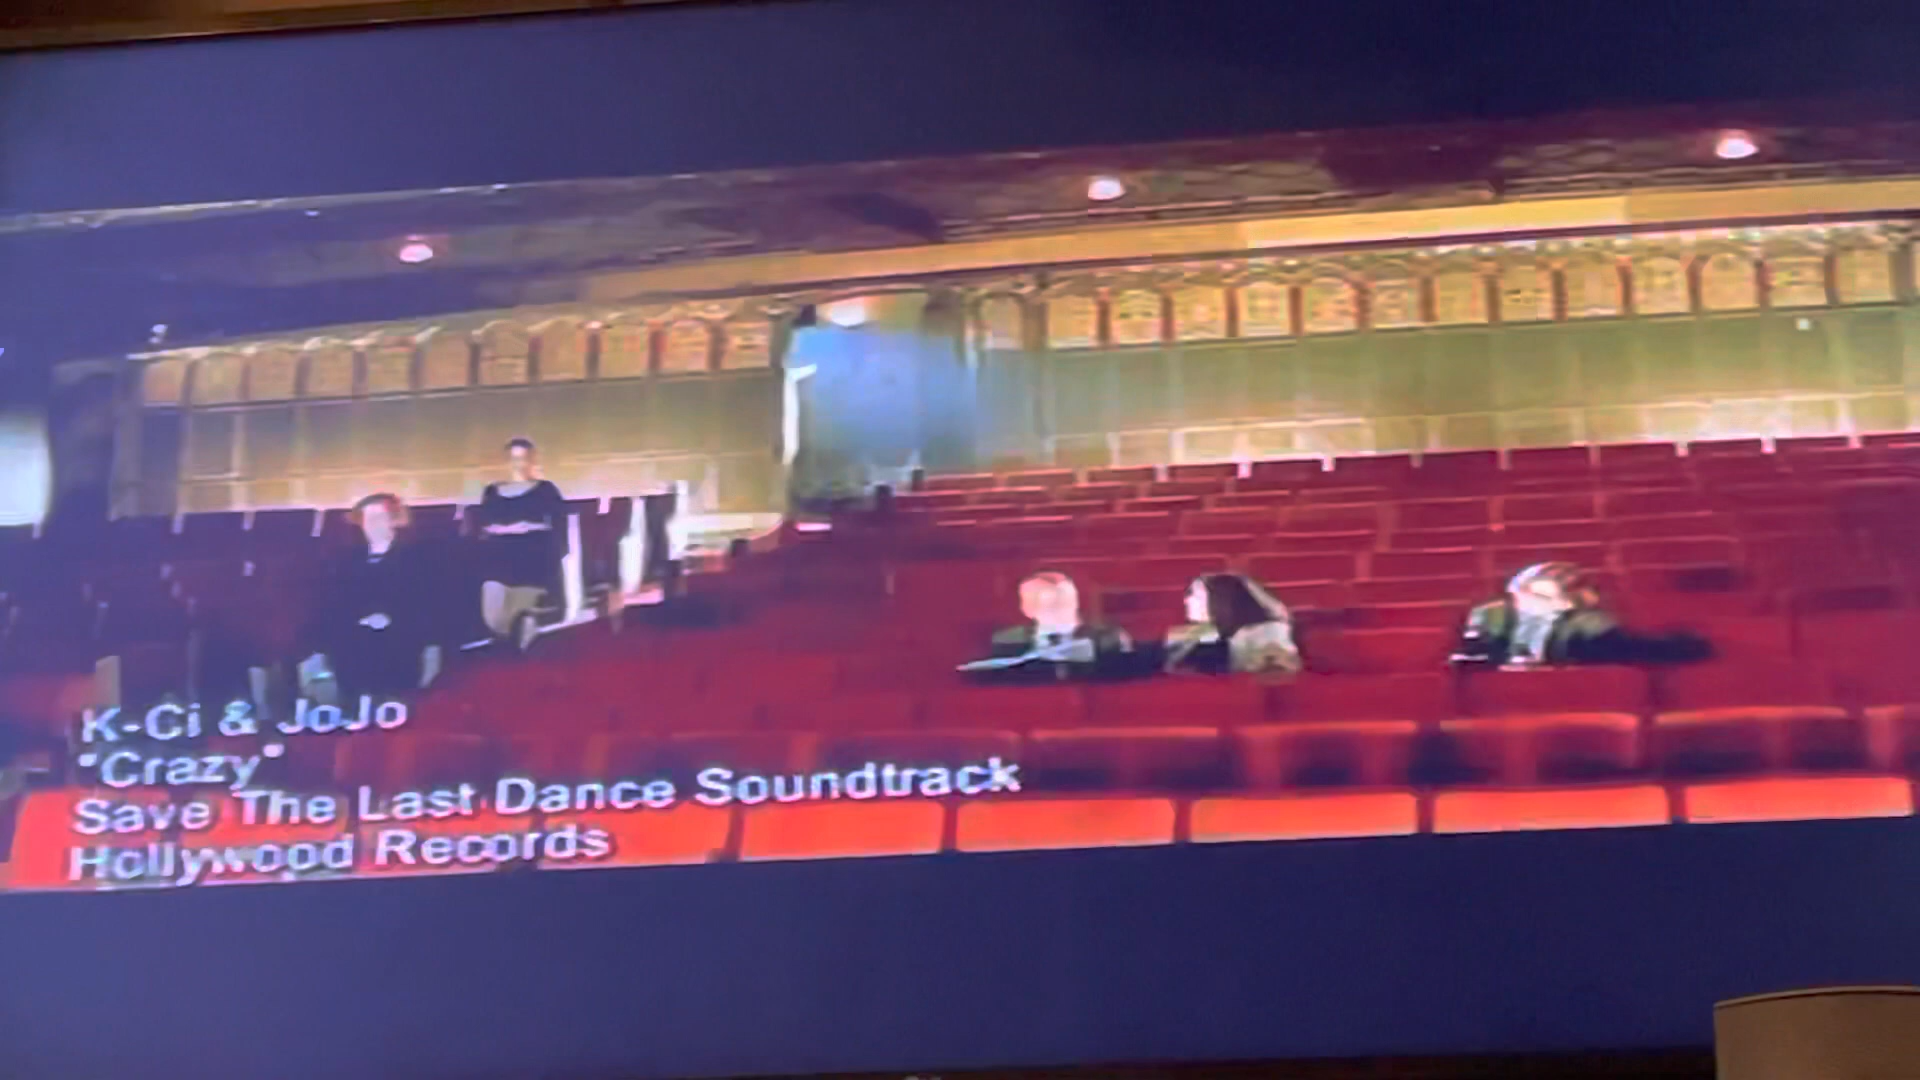 K-Ci & JoJo
"Crazy"
Save The Last Dance Soundtrack
Hollywood Records